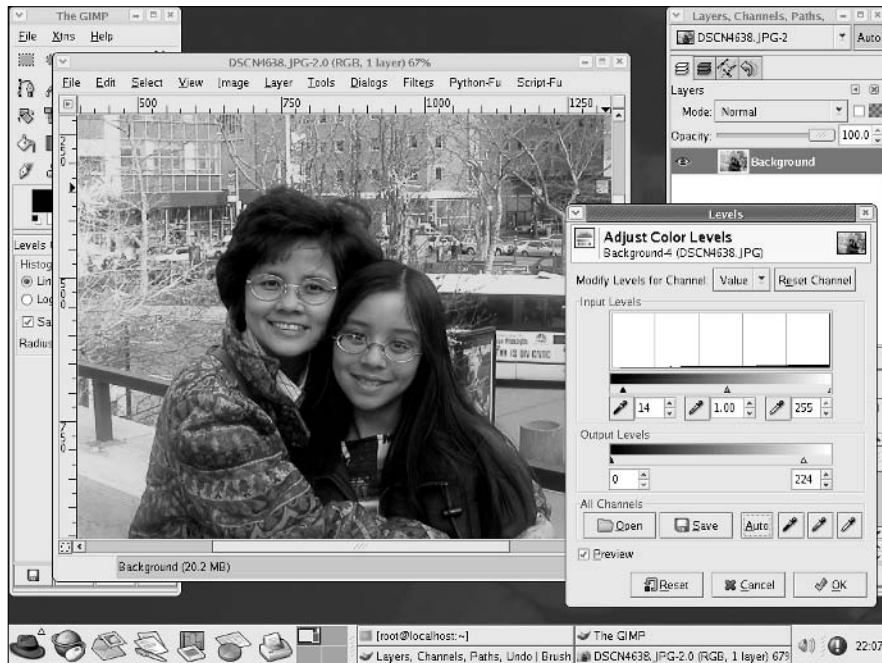 The GIMP
File Xtns Help
Levels
Histog
Lin
Log
Sa
Radius
DSCN4638.JPG-2.0 (RGB, 1 layer) 67%
File Edit Select View Image Layer Tools Dialogs Filters Python-Fu Script-Fu
500 750 1000 1250
250
500
750
Background (20.2 MB)
Layers, Channels, Paths,
DSCN4638.JPG-2 Auto
Layers
Mode: Normal
Opacity: 100.0
Background
Levels
Adjust Color Levels
Background-4 (DSCN4638.JPG)
Modify Levels for Channel: Value Reset Channel
Input Levels
14 1.00 255
Output Levels
0 224
All Channels
Open Save Auto
Preview
Reset Cancel OK
[root@localhost:~] The GIMP
Layers, Channels, Paths, Undo | Brush DSCN4638.JPG-2.0 (RGB, 1 layer) 67%
22:07